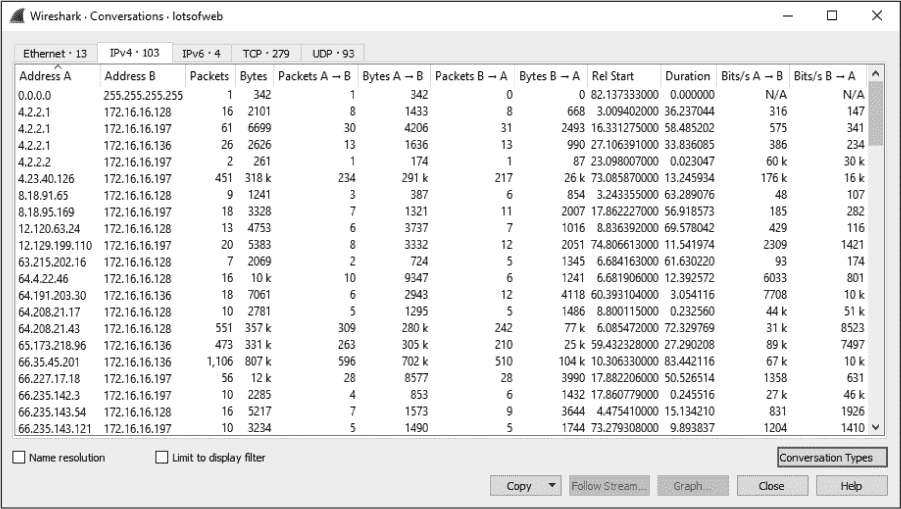 Wireshark · Conversations · lotsofweb
Ethernet · 13 IPv4 · 103 IPv6 · 4 TCP · 279 UDP · 93
Address A Address B Packets Bytes Packets A → B Bytes A → B Packets B → A Bytes B → A Rel Start Duration Bits/s A → B Bits/s B → A
0.0.0.0 255.255.255.255 1 342 1 342 0 0 82.137333000 0.000000 N/A N/A
4.2.2.1 172.16.16.128 16 2101 8 1433 8 668 3.009402000 36.237044 316 147
4.2.2.1 172.16.16.197 61 6699 30 4206 31 2493 16.331275000 58.485202 575 341
4.2.2.1 172.16.16.136 26 2626 13 1636 13 990 27.106391000 33.836085 386 234
4.2.2.2 172.16.16.197 2 261 1 174 1 87 23.098007000 0.023047 60 k 30 k
4.23.40.126 172.16.16.197 451 318 k 234 291 k 217 26 k 73.085870000 13.245934 176 k 16 k
8.18.91.65 172.16.16.128 9 1241 3 387 6 854 3.243355000 63.289076 48 107
8.18.95.169 172.16.16.197 18 3328 7 1321 11 2007 17.862227000 56.918573 185 282
12.120.63.24 172.16.16.128 13 4753 6 3737 7 1016 8.836392000 69.578042 429 116
12.129.199.110 172.16.16.197 20 5383 8 3332 12 2051 74.806613000 11.541974 2309 1421
63.215.202.16 172.16.16.128 7 2069 2 724 5 1345 6.684163000 61.630220 93 174
64.4.22.46 172.16.16.128 16 10 k 10 9347 6 1241 6.681906000 12.392572 6033 801
64.191.203.30 172.16.16.136 18 7061 6 2943 12 4118 60.393104000 3.054116 7708 10 k
64.208.21.17 172.16.16.128 10 2781 5 1295 5 1486 8.800115000 0.232560 44 k 51 k
64.208.21.43 172.16.16.128 551 357 k 309 280 k 242 77 k 6.085472000 72.329769 31 k 8523
65.173.218.96 172.16.16.136 473 331 k 263 305 k 210 25 k 59.432328000 27.290208 89 k 7497
66.35.45.201 172.16.16.136 1,106 807 k 596 702 k 510 104 k 10.306330000 83.442116 67 k 10 k
66.227.17.18 172.16.16.197 56 12 k 28 8577 28 3990 17.882206000 50.526514 1358 631
66.235.142.3 172.16.16.197 10 2285 4 853 6 1432 17.860779000 0.245516 27 k 46 k
66.235.143.54 172.16.16.128 16 5217 7 1573 9 3644 4.475410000 15.134210 831 1926
66.235.143.121 172.16.16.197 10 3234 5 1490 5 1744 73.279308000 9.893837 1204 1410
Name resolution Limit to display filter Conversation Types
Copy Follow Stream... Graph... Close Help